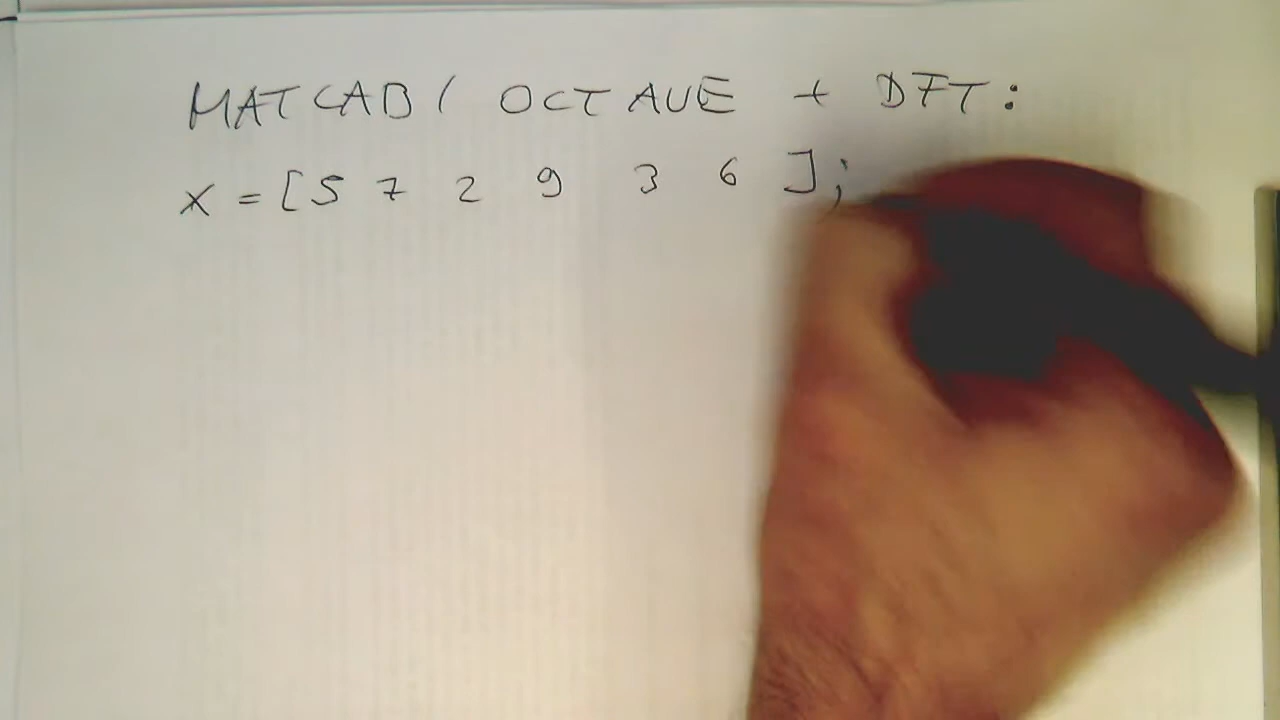 MATLAB / OCTAVE + DFT:
x = [5 7 2 9 3 6];